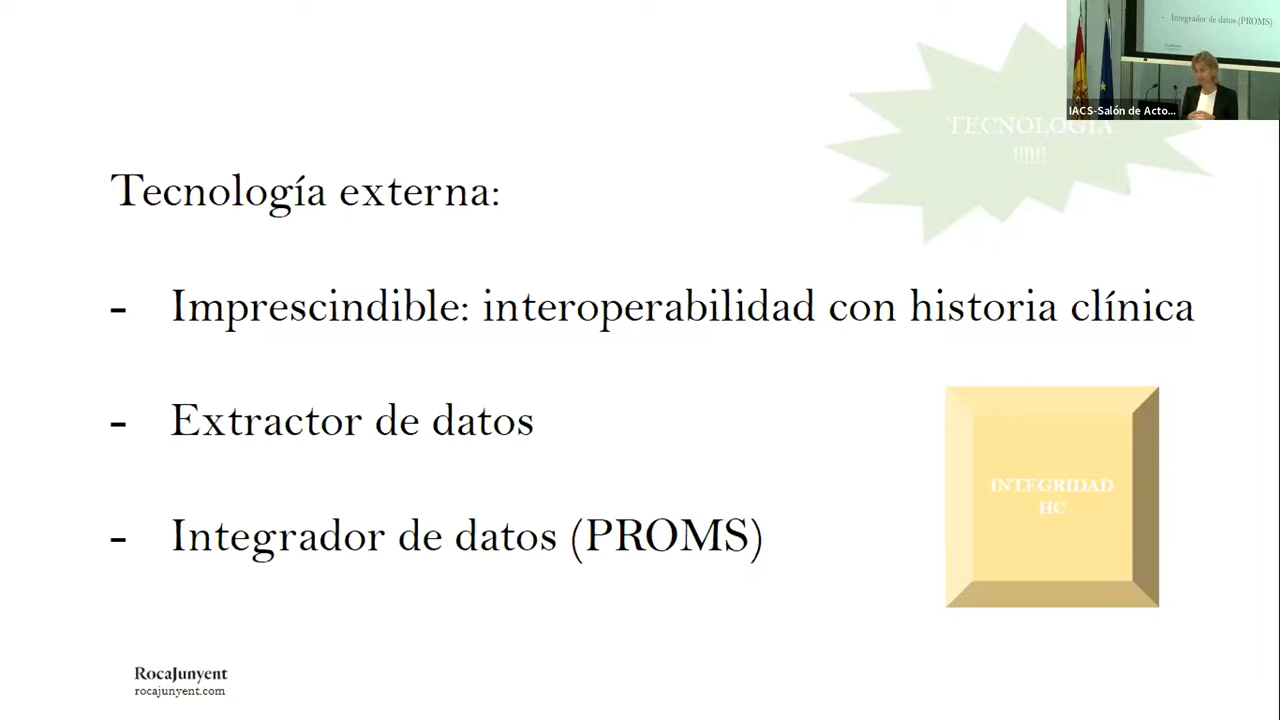 - Integrador de datos (PROMS)
IACS-Salón de Acto...
TECNOLOGÍA
Tecnología externa:
- Imprescindible: interoperabilidad con historia clínica
- Extractor de datos
- Integrador de datos (PROMS)
INTEGRIDAD
HC
RocaJunyent
rocajunyent.com